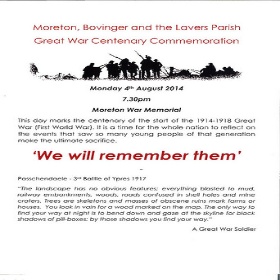 Moreton, Bovinger and the Lavers Parish
Great War Centenary Commemoration
Monday 4th August 2014
7.30pm
Moreton War Memorial
This day marks the centenary of the start of the 1914-1918 Great
War (First World War). It is a time for the whole nation to reflect on
the events that saw so many young people of that generation
make the ultimate sacrifice.
'We will remember them'
Passchendaele - 3rd Battle of Ypres 1917
"The landscape has no obvious features; everything blasted to mud,
railway embankments, woods, roads confused in shell holes and mine
craters. Trees are skeletons and masses of obscene ruins mark farms or
houses. You look in vain for a wood marked on the map. The only way to
find your way at night is to bend down and gaze at the skyline for black
shadows of pill-boxes; by those shadows you find your way."
A Great War Soldier